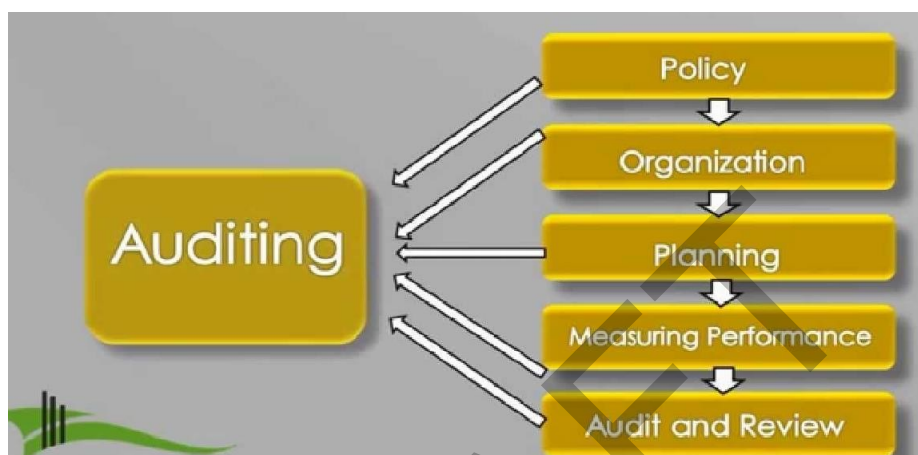 Policy
Organization
Auditing
Planning
Measuring Performance
Audit and Review